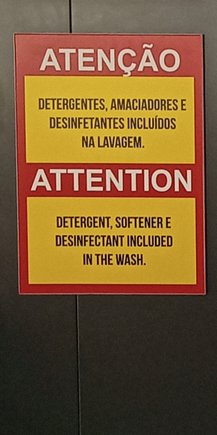 ATENÇÃO
DETERGENTES, AMACIADORES E
DESINFETANTES INCLUÍDOS
NA LAVAGEM.
ATTENTION
DETERGENT, SOFTENER E
DESINFECTANT INCLUDED
IN THE WASH.